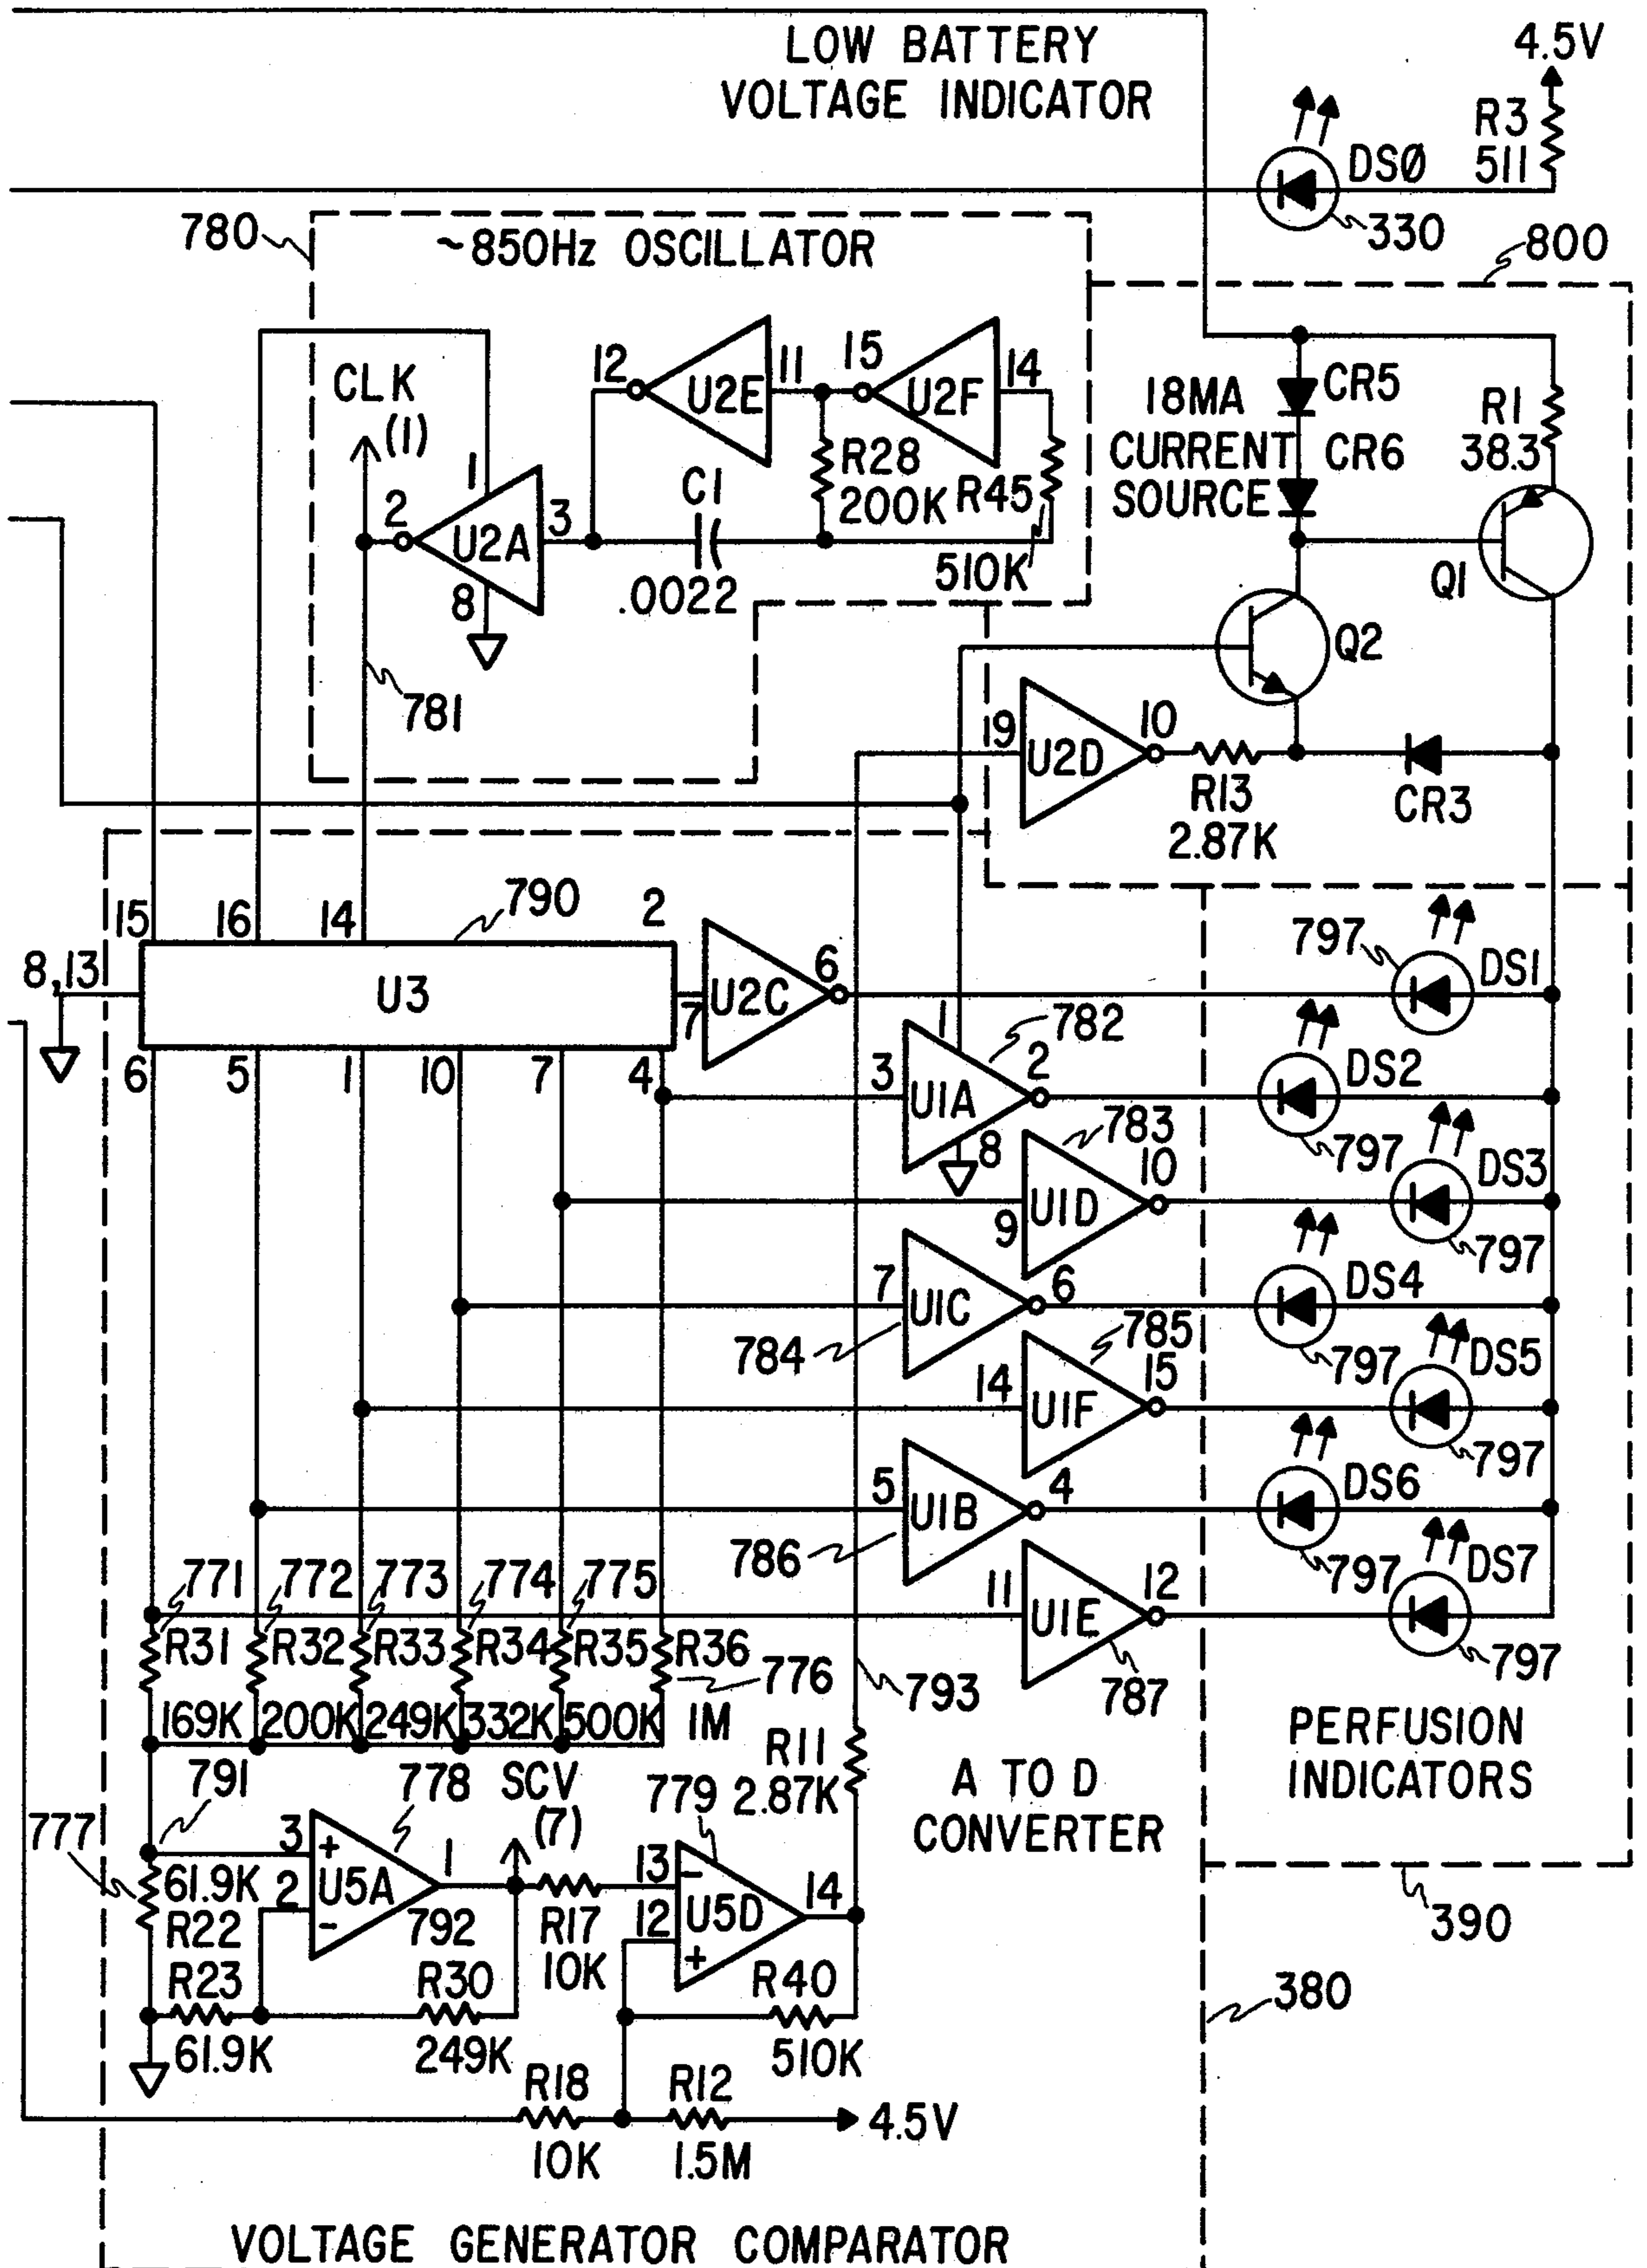 LOW BATTERY
VOLTAGE INDICATOR
4.5V
R3
511
DSØ
330
780
~850Hz OSCILLATOR
800
CLK
(1)
12
U2E
11
15
U2F
14
1
2
U2A
3
8
C1
.0022
R28
200K
R45
510K
18MA
CURRENT
SOURCE
CR5
CR6
R1
38.3
Q1
Q2
781
19
U2D
10
R13
2.87K
CR3
15
16
14
790
2
8,13
U3
7
U2C
6
797
DS1
6
5
1
10
7
4
1
782
3
U1A
2
8
DS2
797
783
9
U1D
10
DS3
797
7
U1C
6
784
DS4
797
785
14
U1F
15
DS5
797
5
U1B
4
786
DS6
797
11
U1E
12
787
DS7
797
771
772
773
774
775
R31
R32
R33
R34
R35
R36
776
169K
200K
249K
332K
500K
1M
793
R11
2.87K
A TO D
CONVERTER
PERFUSION
INDICATORS
791
778
SCV
(7)
779
777
3
+
U5A
1
2
-
61.9K
R22
792
R17
10K
13
-
U5D
14
12
+
R23
61.9K
R30
249K
R40
510K
390
380
R18
10K
R12
1.5M
4.5V
VOLTAGE GENERATOR COMPARATOR